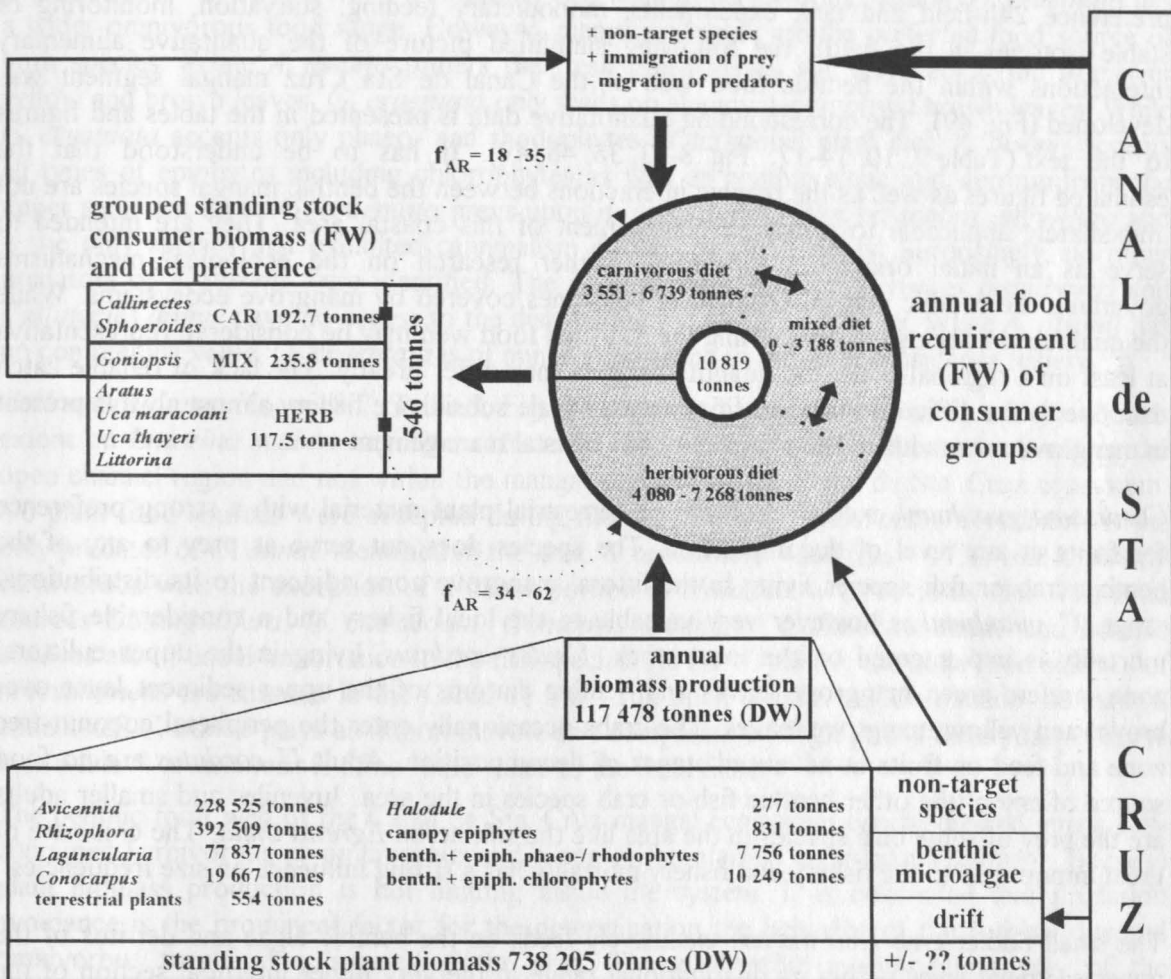 + non-target species
+ immigration of prey
- migration of predators
CANAL de STA CRUZ
f AR = 18 - 35
grouped standing stock
consumer biomass (FW)
and diet preference
Callinectes
Sphoeroides CAR 192.7 tonnes
Goniopsis MIX 235.8 tonnes
Aratus
Ucamaracoani HERB
Uca thayeri 117.5 tonnes
Littorina
546 tonnes
carnivorous diet
3 551 - 6 739 tonnes
mixed diet
0 - 3 188 tonnes
10 819
tonnes
herbivorous diet
4 080 - 7 268 tonnes
annual food
requirement
(FW) of
consumer
groups
f AR = 34 - 62
annual
biomass production
117 478 tonnes (DW)
Avicennia 228 525 tonnes Halodule 277 tonnes
Rhizophora 392 509 tonnes canopy epiphytes 831 tonnes
Laguncularia 77 837 tonnes benth. + epiph. phaeo-/ rhodophytes 7 756 tonnes
Conocarpus 19 667 tonnes benth. + epiph. chlorophytes 10 249 tonnes
terrestrial plants 554 tonnes
non-target
species
benthic
microalgae
drift
standing stock plant biomass 738 205 tonnes (DW) +/- ?? tonnes